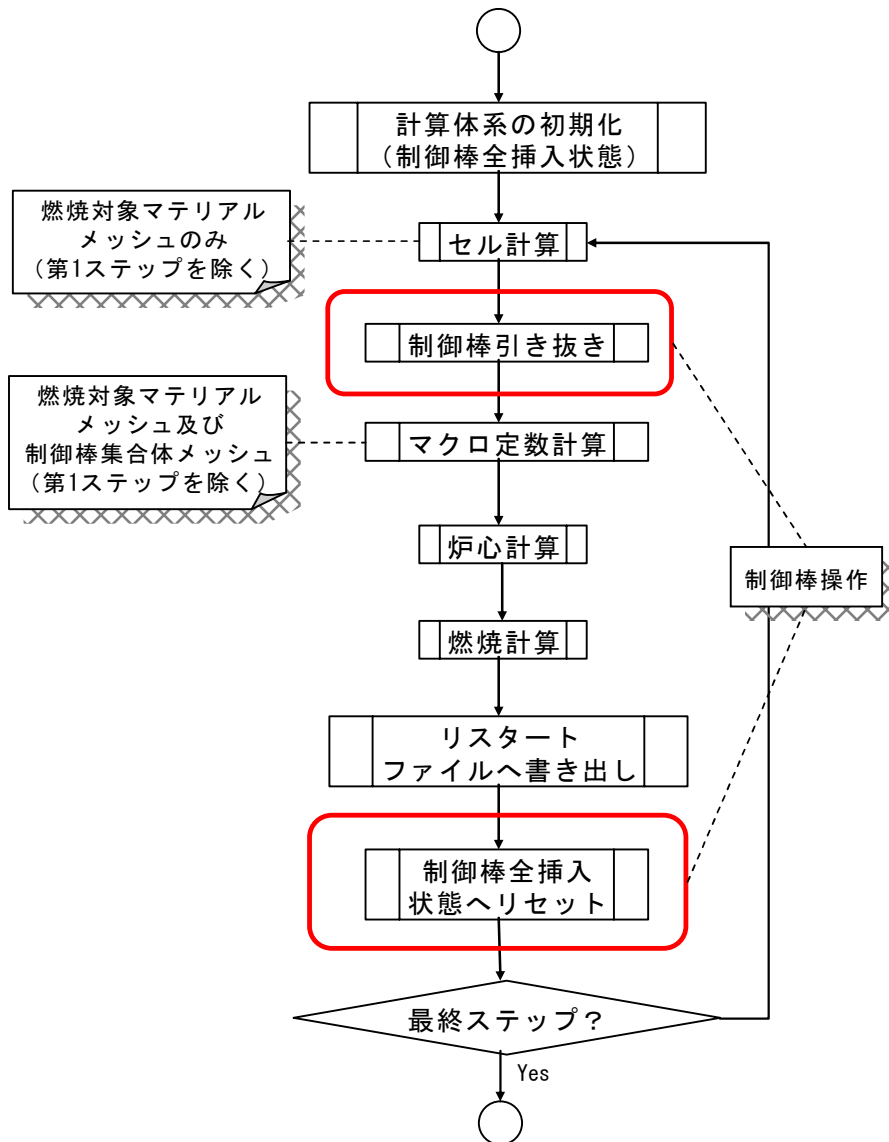 計算体系の初期化
(制御棒全挿入状態)
燃焼対象マテリアル
メッシュのみ
(第1ステップを除く)
セル計算
制御棒引き抜き
燃焼対象マテリアル
メッシュ及び
制御棒集合体メッシュ
(第1ステップを除く)
マクロ定数計算
炉心計算
制御棒操作
燃焼計算
リスタート
ファイルへ書き出し
制御棒全挿入
状態へリセット
最終ステップ?
Yes